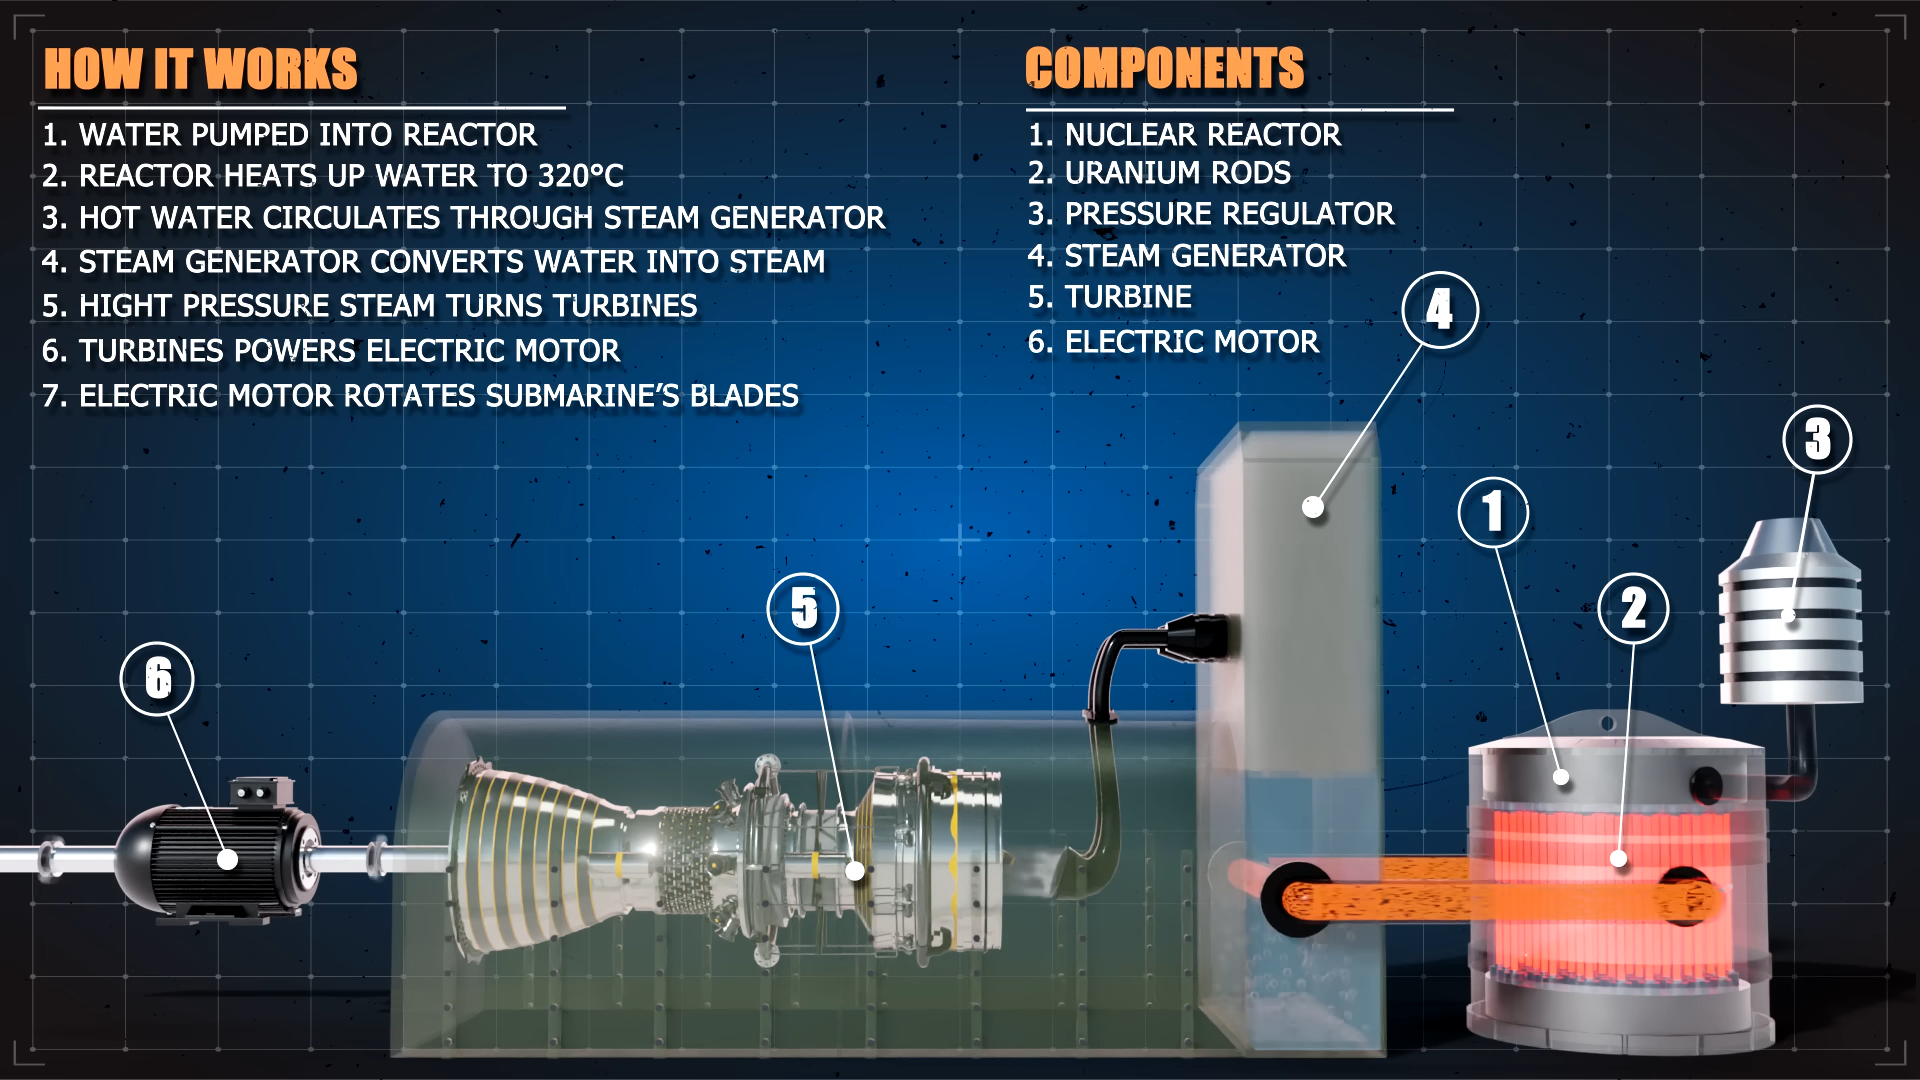 HOW IT WORKS
1. WATER PUMPED INTO REACTOR
2. REACTOR HEATS UP WATER TO 320°C
3. HOT WATER CIRCULATES THROUGH STEAM GENERATOR
4. STEAM GENERATOR CONVERTS WATER INTO STEAM
5. HIGHT PRESSURE STEAM TURNS TURBINES
6. TURBINES POWERS ELECTRIC MOTOR
7. ELECTRIC MOTOR ROTATES SUBMARINE'S BLADES
COMPONENTS
1. NUCLEAR REACTOR
2. URANIUM RODS
3. PRESSURE REGULATOR
4. STEAM GENERATOR
5. TURBINE
6. ELECTRIC MOTOR
4
3
1
2
5
6